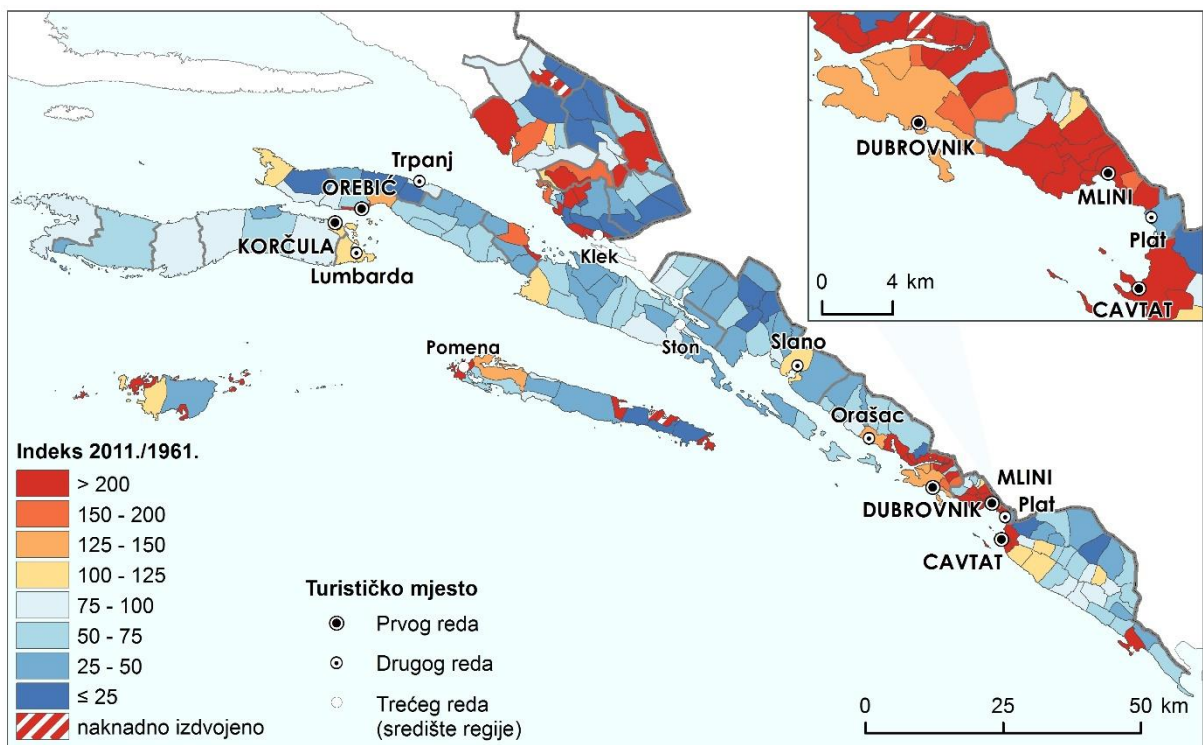 Trpanj
OREBIĆ
KORČULA
Lumbarda
Klek
Pomena
Ston
Slano
Orašac
DUBROVNIK
MLINI
Plat
CAVTAT
DUBROVNIK
MLINI
Plat
CAVTAT
0 4 km
Indeks 2011./1961.
> 200
150 - 200
125 - 150
100 - 125
75 - 100
50 - 75
25 - 50
≤ 25
naknadno izdvojeno
Turističko mjesto
Prvog reda
Drugog reda
Trećeg reda
(središte regije)
0 25 50 km